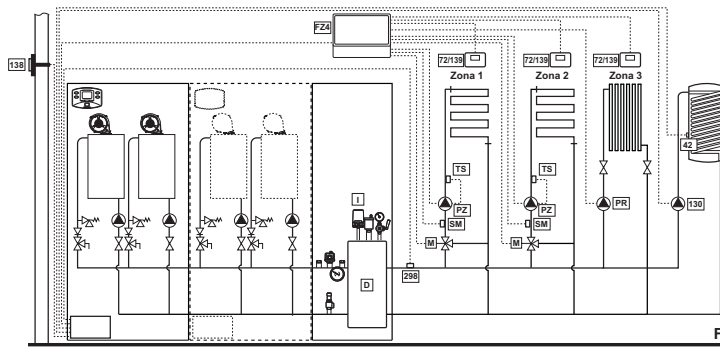 FZ4
138
72/139
72/139
72/139
Zona 1
Zona 2
Zona 3
42
TS
TS
I
PZ
PZ
PR
130
SM
SM
M
M
298
D
F